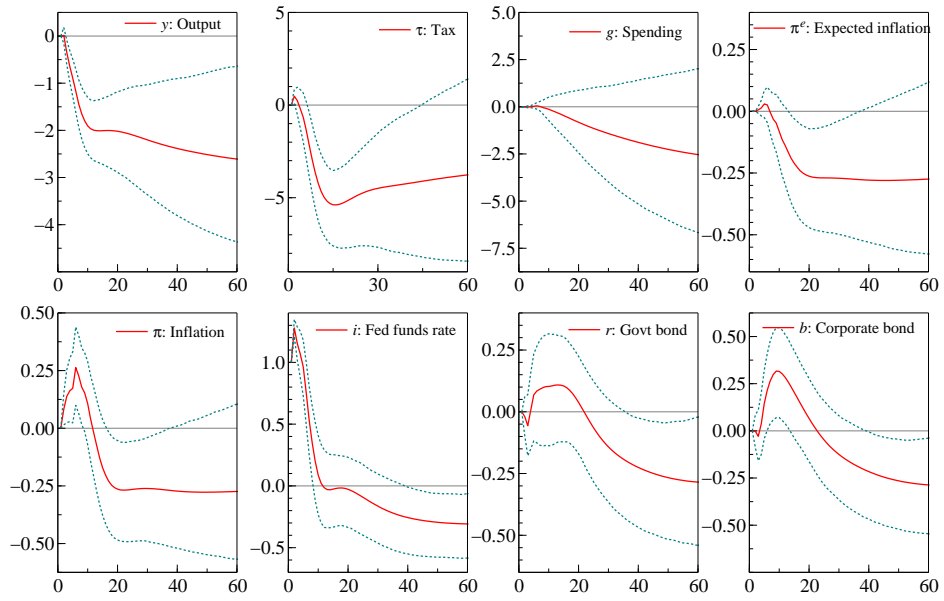 y: Output
0
−1
−2
−3
−4
0 20 40 60
τ: Tax
5
0
−5
0 30 60
g: Spending
5.0
2.5
0.0
−2.5
−5.0
−7.5
0 20 40 60
πᵉ: Expected inflation
0.25
0.00
−0.25
−0.50
0 20 40 60
π: Inflation
0.50
0.25
0.00
−0.25
−0.50
0 20 40 60
i: Fed funds rate
1.0
0.5
0.0
−0.5
0 20 40 60
r: Govt bond
0.25
0.00
−0.25
−0.50
0 20 40 60
b: Corporate bond
0.50
0.25
0.00
−0.25
−0.50
0 20 40 60